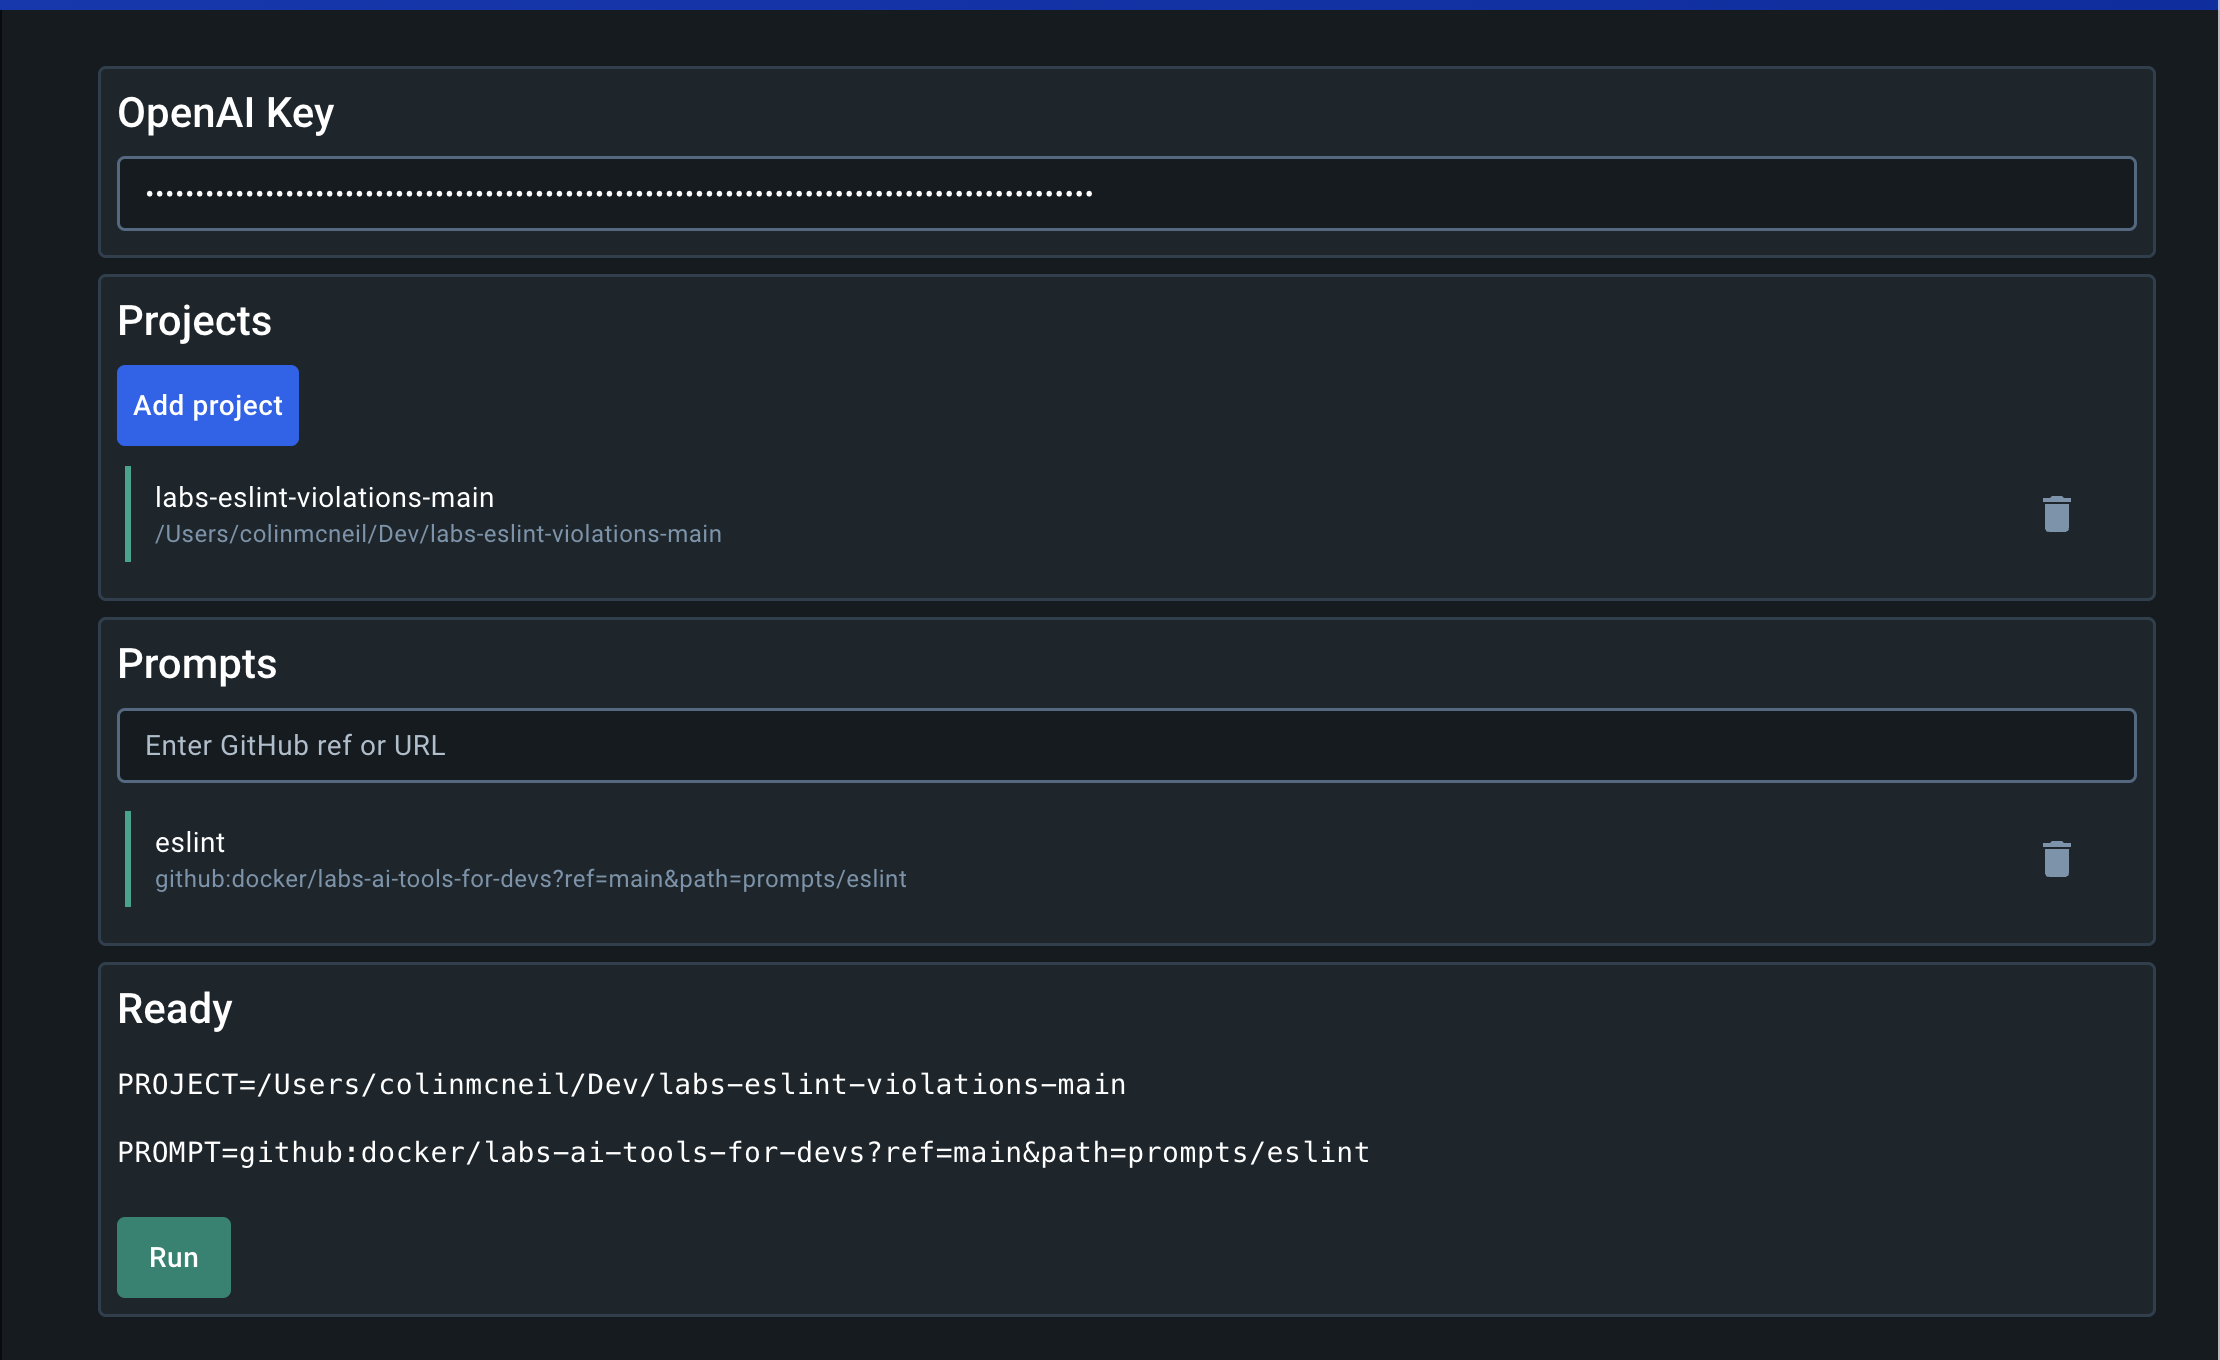 OpenAI Key
Projects
Add project
labs-eslint-violations-main
/Users/colinmcneil/Dev/labs-eslint-violations-main
Prompts
Enter GitHub ref or URL
eslint
github:docker/labs-ai-tools-for-devs?ref=main&path=prompts/eslint
Ready
PROJECT=/Users/colinmcneil/Dev/labs-eslint-violations-main
PROMPT=github:docker/labs-ai-tools-for-devs?ref=main&path=prompts/eslint
Run